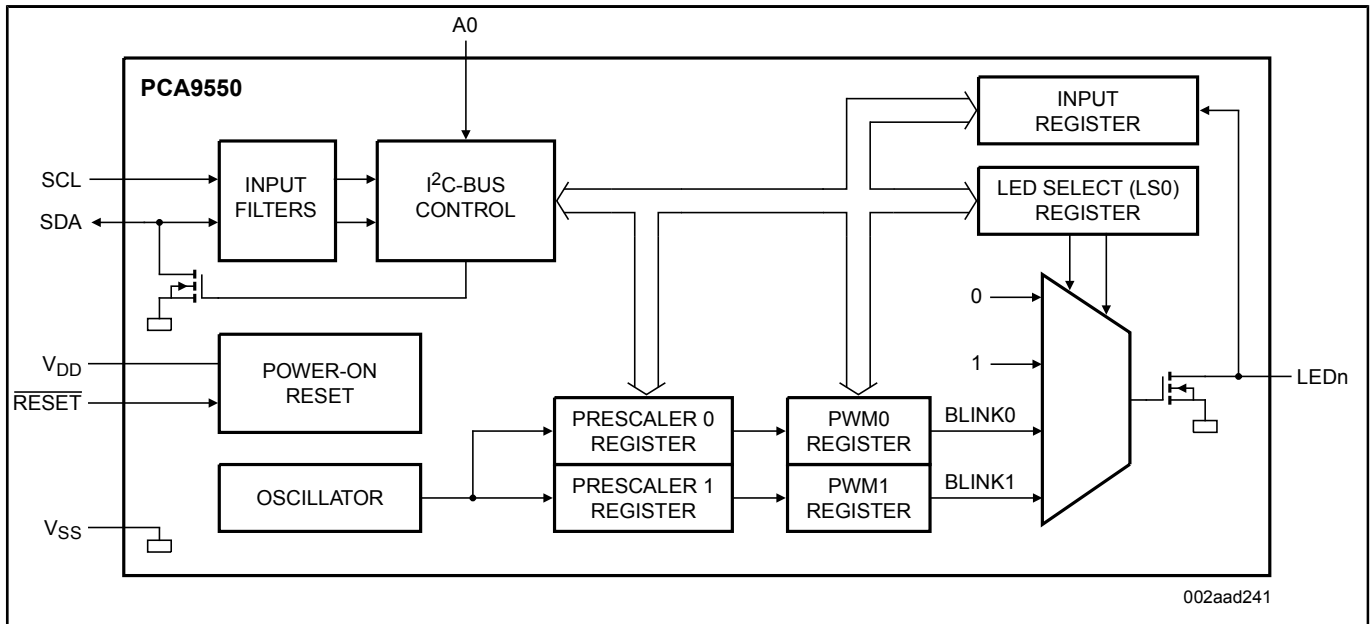 A0
PCA9550
INPUT
REGISTER
SCL
SDA
INPUT
FILTERS
I²C-BUS
CONTROL
LED SELECT (LS0)
REGISTER
0
1
VDD
RESET
POWER-ON
RESET
LEDn
PRESCALER 0
REGISTER
PWM0
REGISTER
BLINK0
OSCILLATOR
PRESCALER 1
REGISTER
PWM1
REGISTER
BLINK1
VSS
002aad241